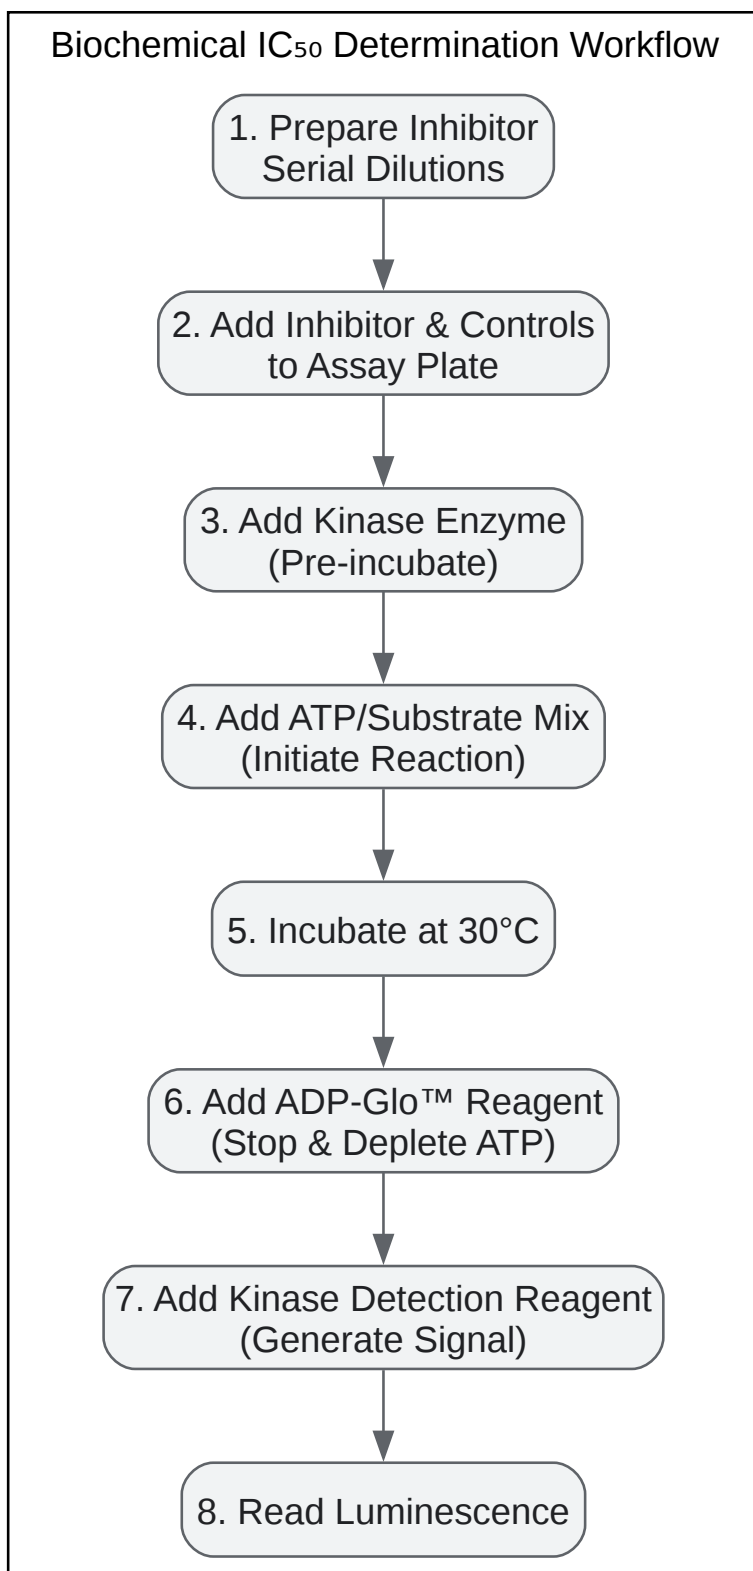 Biochemical IC₅₀ Determination Workflow
1. Prepare Inhibitor
Serial Dilutions
2. Add Inhibitor & Controls
to Assay Plate
3. Add Kinase Enzyme
(Pre-incubate)
4. Add ATP/Substrate Mix
(Initiate Reaction)
5. Incubate at 30°C
6. Add ADP-Glo™ Reagent
(Stop & Deplete ATP)
7. Add Kinase Detection Reagent
(Generate Signal)
8. Read Luminescence